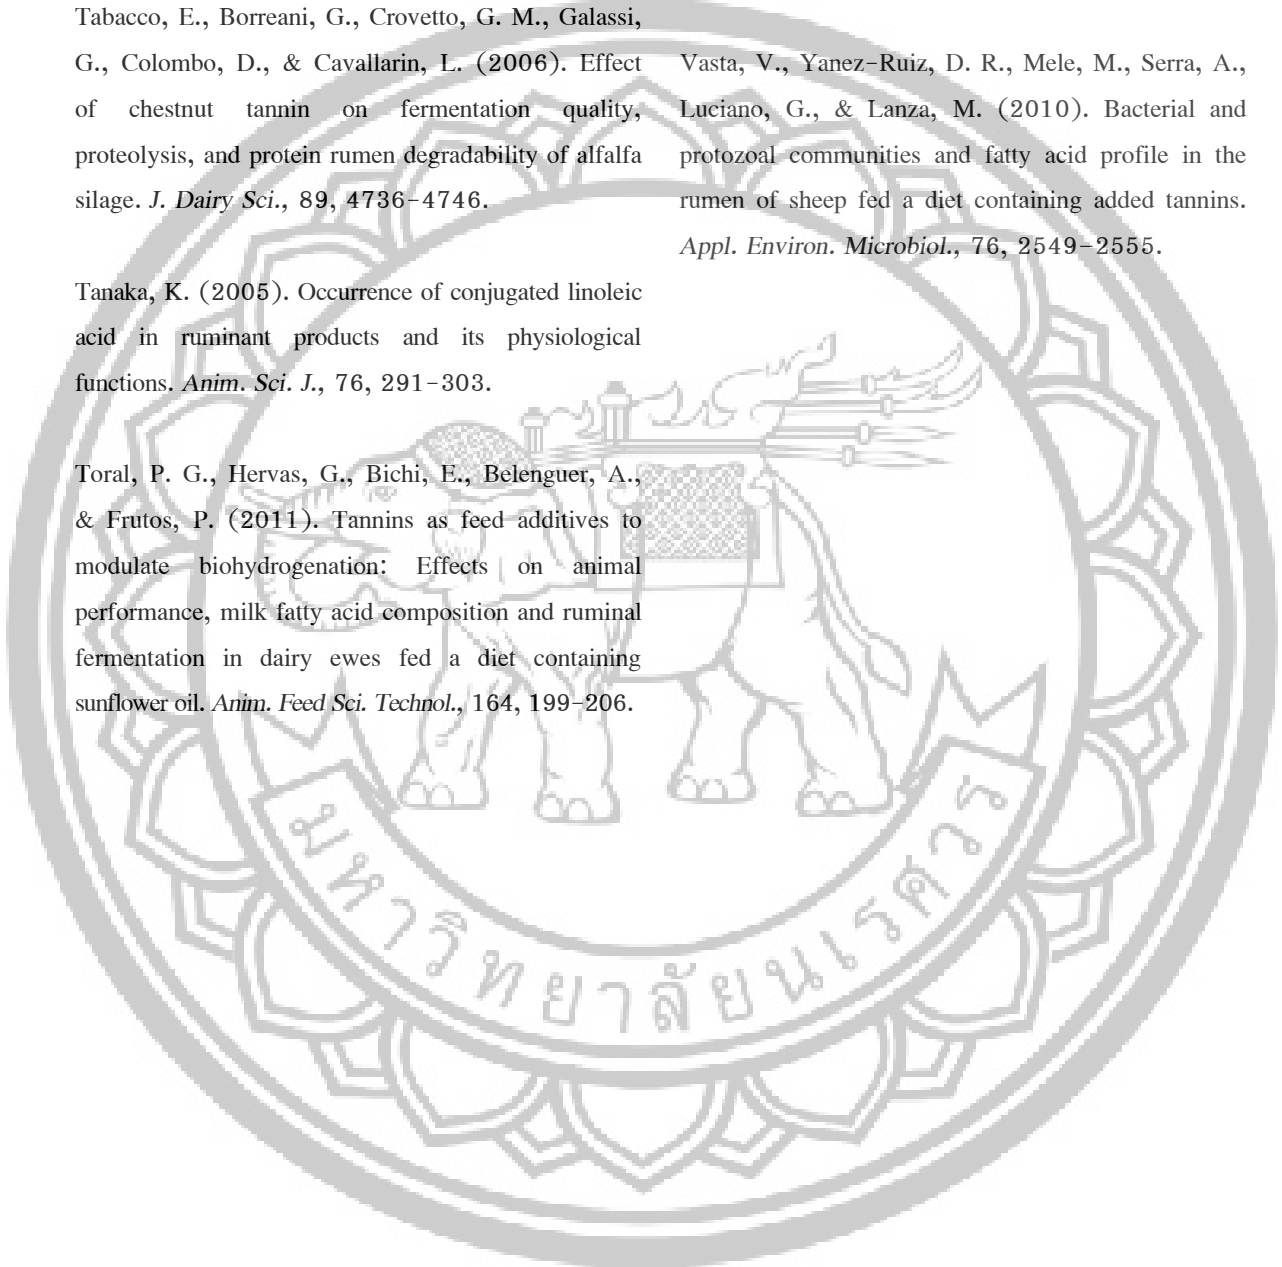 Tabacco, E., Borreani, G., Crovetto, G. M., Galassi,
G., Colombo, D., & Cavallarin, L. (2006). Effect
of chestnut tannin on fermentation quality,
proteolysis, and protein rumen degradability of alfalfa
silage. J. Dairy Sci., 89, 4736-4746.
Tanaka, K. (2005). Occurrence of conjugated linoleic
acid in ruminant products and its physiological
functions. Anim. Sci. J., 76, 291-303.
Toral, P. G., Hervas, G., Bichi, E., Belenguer, A.,
& Frutos, P. (2011). Tannins as feed additives to
modulate biohydrogenation: Effects on animal
performance, milk fatty acid composition and ruminal
fermentation in dairy ewes fed a diet containing
sunflower oil. Anim. Feed Sci. Technol., 164, 199-206.
Vasta, V., Yanez-Ruiz, D. R., Mele, M., Serra, A.,
Luciano, G., & Lanza, M. (2010). Bacterial and
protozoal communities and fatty acid profile in the
rumen of sheep fed a diet containing added tannins.
Appl. Environ. Microbiol., 76, 2549-2555.
มหาวิทยาลัยนเรศวร